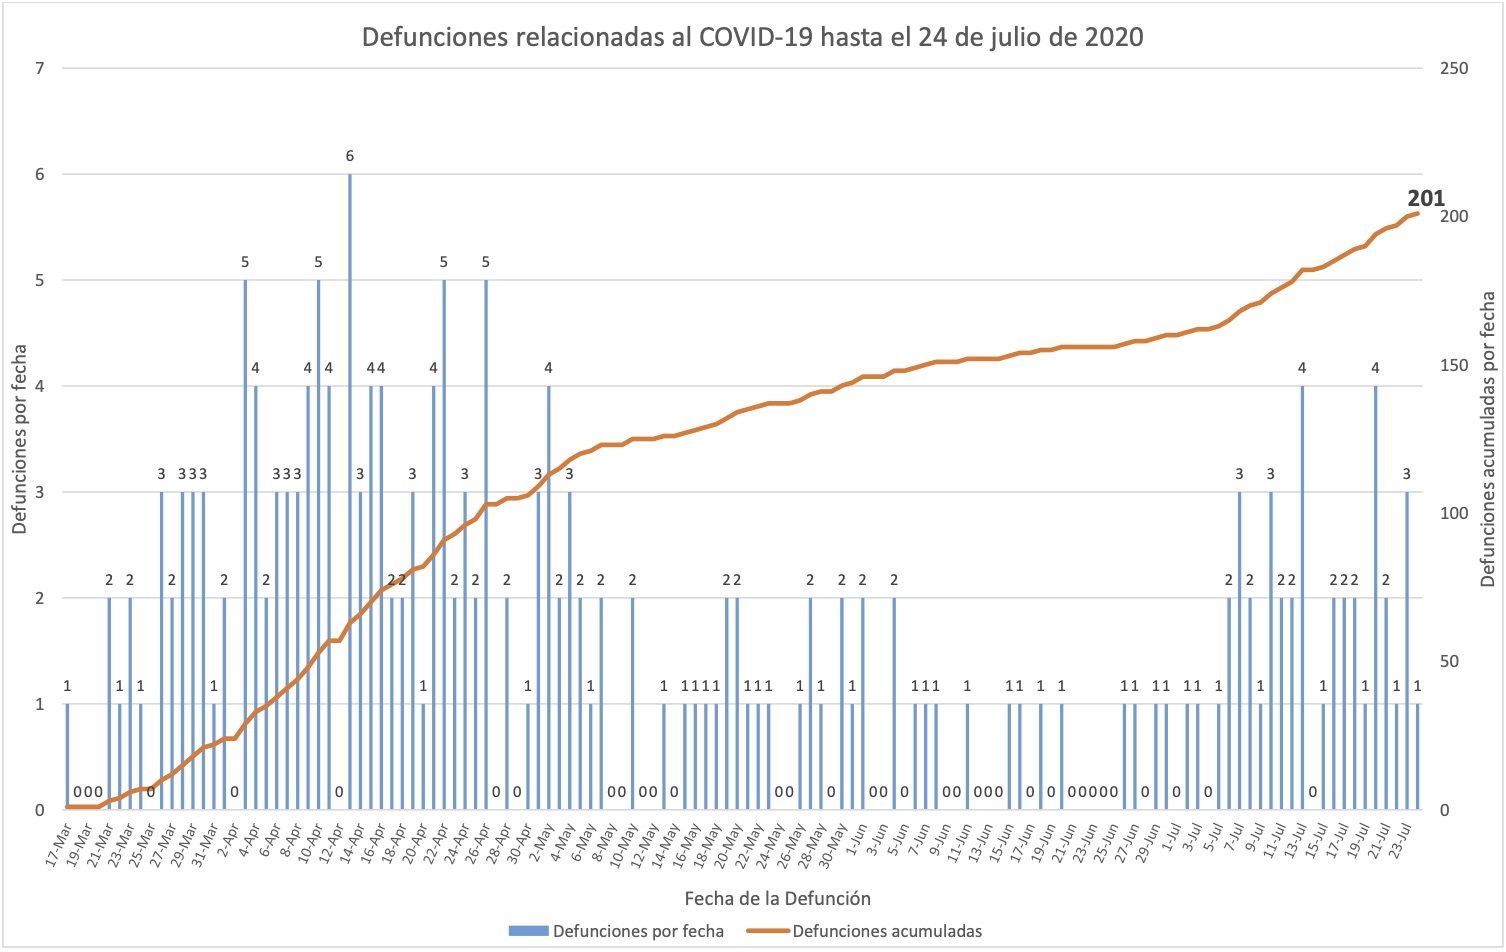 Defunciones relacionadas al COVID-19 hasta el 24 de julio de 2020
7
6
5
4
3
2
1
0
Defunciones por fecha
250
200
150
100
50
0
Defunciones acumuladas por fecha
201
1 0 0 0 2 1 2 1 0 3 2 3 3 3 1 2 0 5 4 2 3 3 3 4 5 4 0 6 3 4 4 2 2 3 1 4 5 2 3 2 5 0 2 0 1 3 4 2 3 2 1 2 0 0 2 0 0 1 0 1 1 1 1 2 2 1 1 1 0 0 1 2 1 0 2 1 2 0 0 2 0 1 1 1 0 0 1 0 0 0 1 1 0 1 0 1 0 0 0 0 0 1 1 0 1 1 0 1 1 0 1 2 3 2 1 3 2 2 4 0 1 2 2 2 1 4 2 1 3 1
17-Mar 19-Mar 21-Mar 23-Mar 25-Mar 27-Mar 29-Mar 31-Mar 2-Apr 4-Apr 6-Apr 8-Apr 10-Apr 12-Apr 14-Apr 16-Apr 18-Apr 20-Apr 22-Apr 24-Apr 26-Apr 28-Apr 30-Apr 2-May 4-May 6-May 8-May 10-May 12-May 14-May 16-May 18-May 20-May 22-May 24-May 26-May 28-May 30-May 1-Jun 3-Jun 5-Jun 7-Jun 9-Jun 11-Jun 13-Jun 15-Jun 17-Jun 19-Jun 21-Jun 23-Jun 25-Jun 27-Jun 29-Jun 1-Jul 3-Jul 5-Jul 7-Jul 9-Jul 11-Jul 13-Jul 15-Jul 17-Jul 19-Jul 21-Jul 23-Jul
Fecha de la Defunción
Defunciones por fecha
Defunciones acumuladas